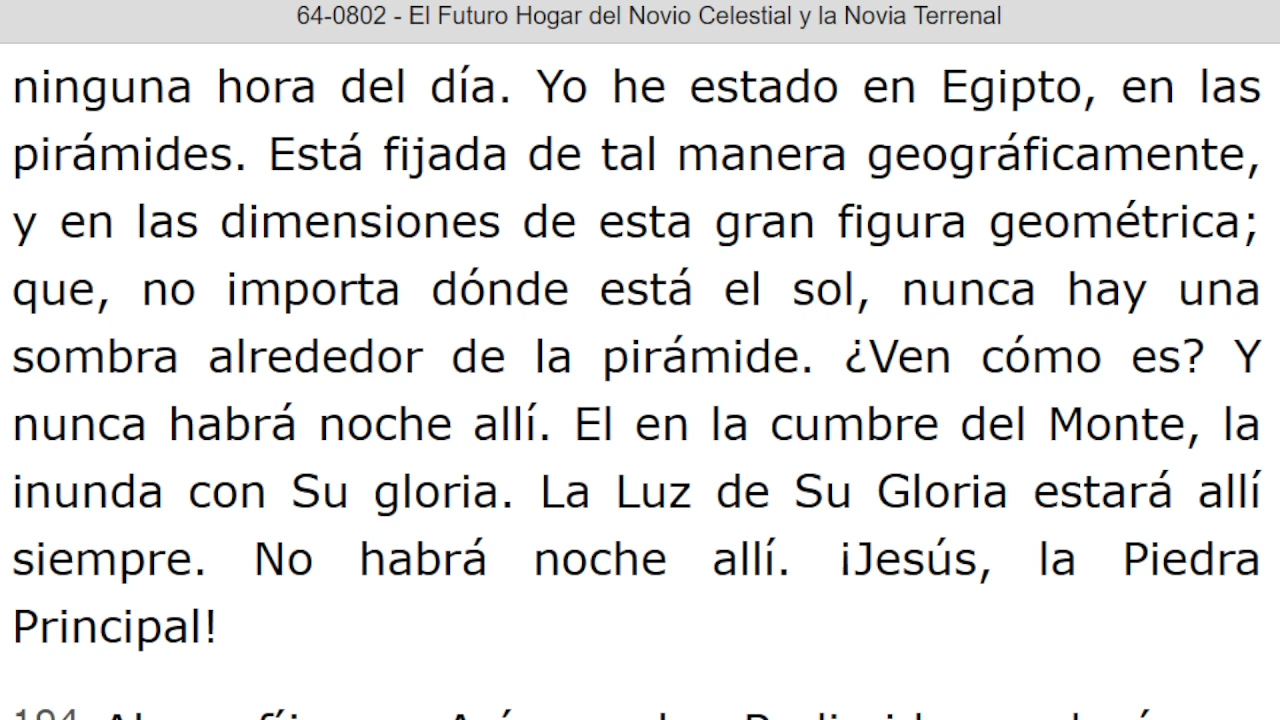 64-0802 - El Futuro Hogar del Novio Celestial y la Novia Terrenal
ninguna hora del día. Yo he estado en Egipto, en las
pirámides. Está fijada de tal manera geográficamente,
y en las dimensiones de esta gran figura geométrica;
que, no importa dónde está el sol, nunca hay una
sombra alrededor de la pirámide. ¿Ven cómo es? Y
nunca habrá noche allí. El en la cumbre del Monte, la
inunda con Su gloria. La Luz de Su Gloria estará allí
siempre. No habrá noche allí. ¡Jesús, la Piedra
Principal!